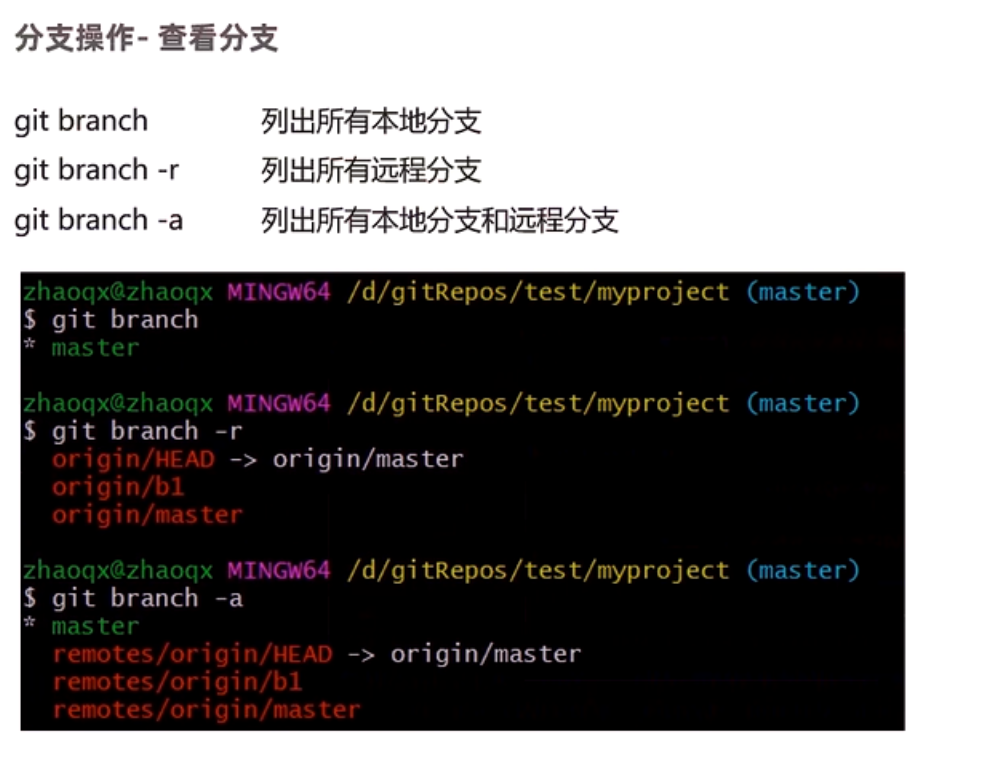 分支操作- 查看分支
git branch 列出所有本地分支
git branch -r 列出所有远程分支
git branch -a 列出所有本地分支和远程分支
zhaoqx@zhaoqx MINGW64 /d/gitRepos/test/myproject (master)
$ git branch
* master
zhaoqx@zhaoqx MINGW64 /d/gitRepos/test/myproject (master)
$ git branch -r
origin/HEAD -> origin/master
origin/b1
origin/master
zhaoqx@zhaoqx MINGW64 /d/gitRepos/test/myproject (master)
$ git branch -a
* master
remotes/origin/HEAD -> origin/master
remotes/origin/b1
remotes/origin/master